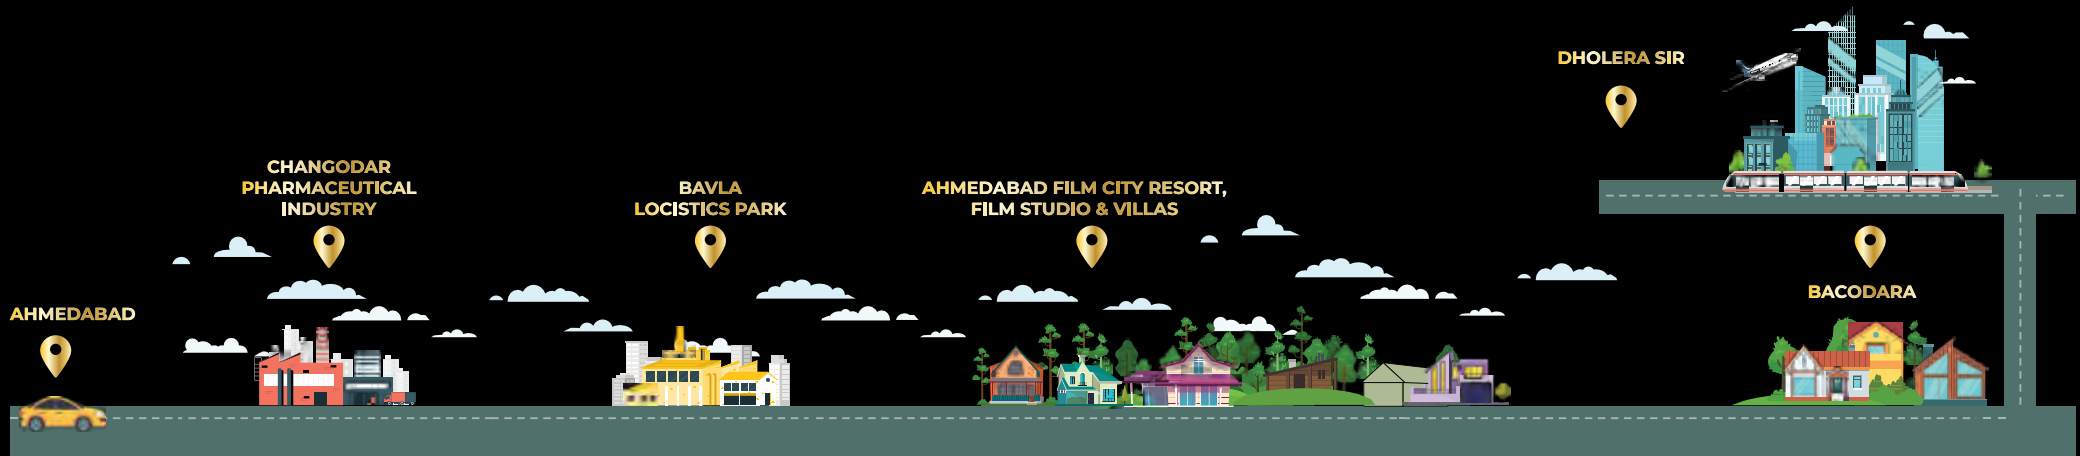 DHOLERA SIR
CHANGODAR
PHARMACEUTICAL
INDUSTRY
BAVLA
LOCISTICS PARK
AHMEDABAD FILM CITY RESORT,
FILM STUDIO & VILLAS
BACODARA
AHMEDABAD